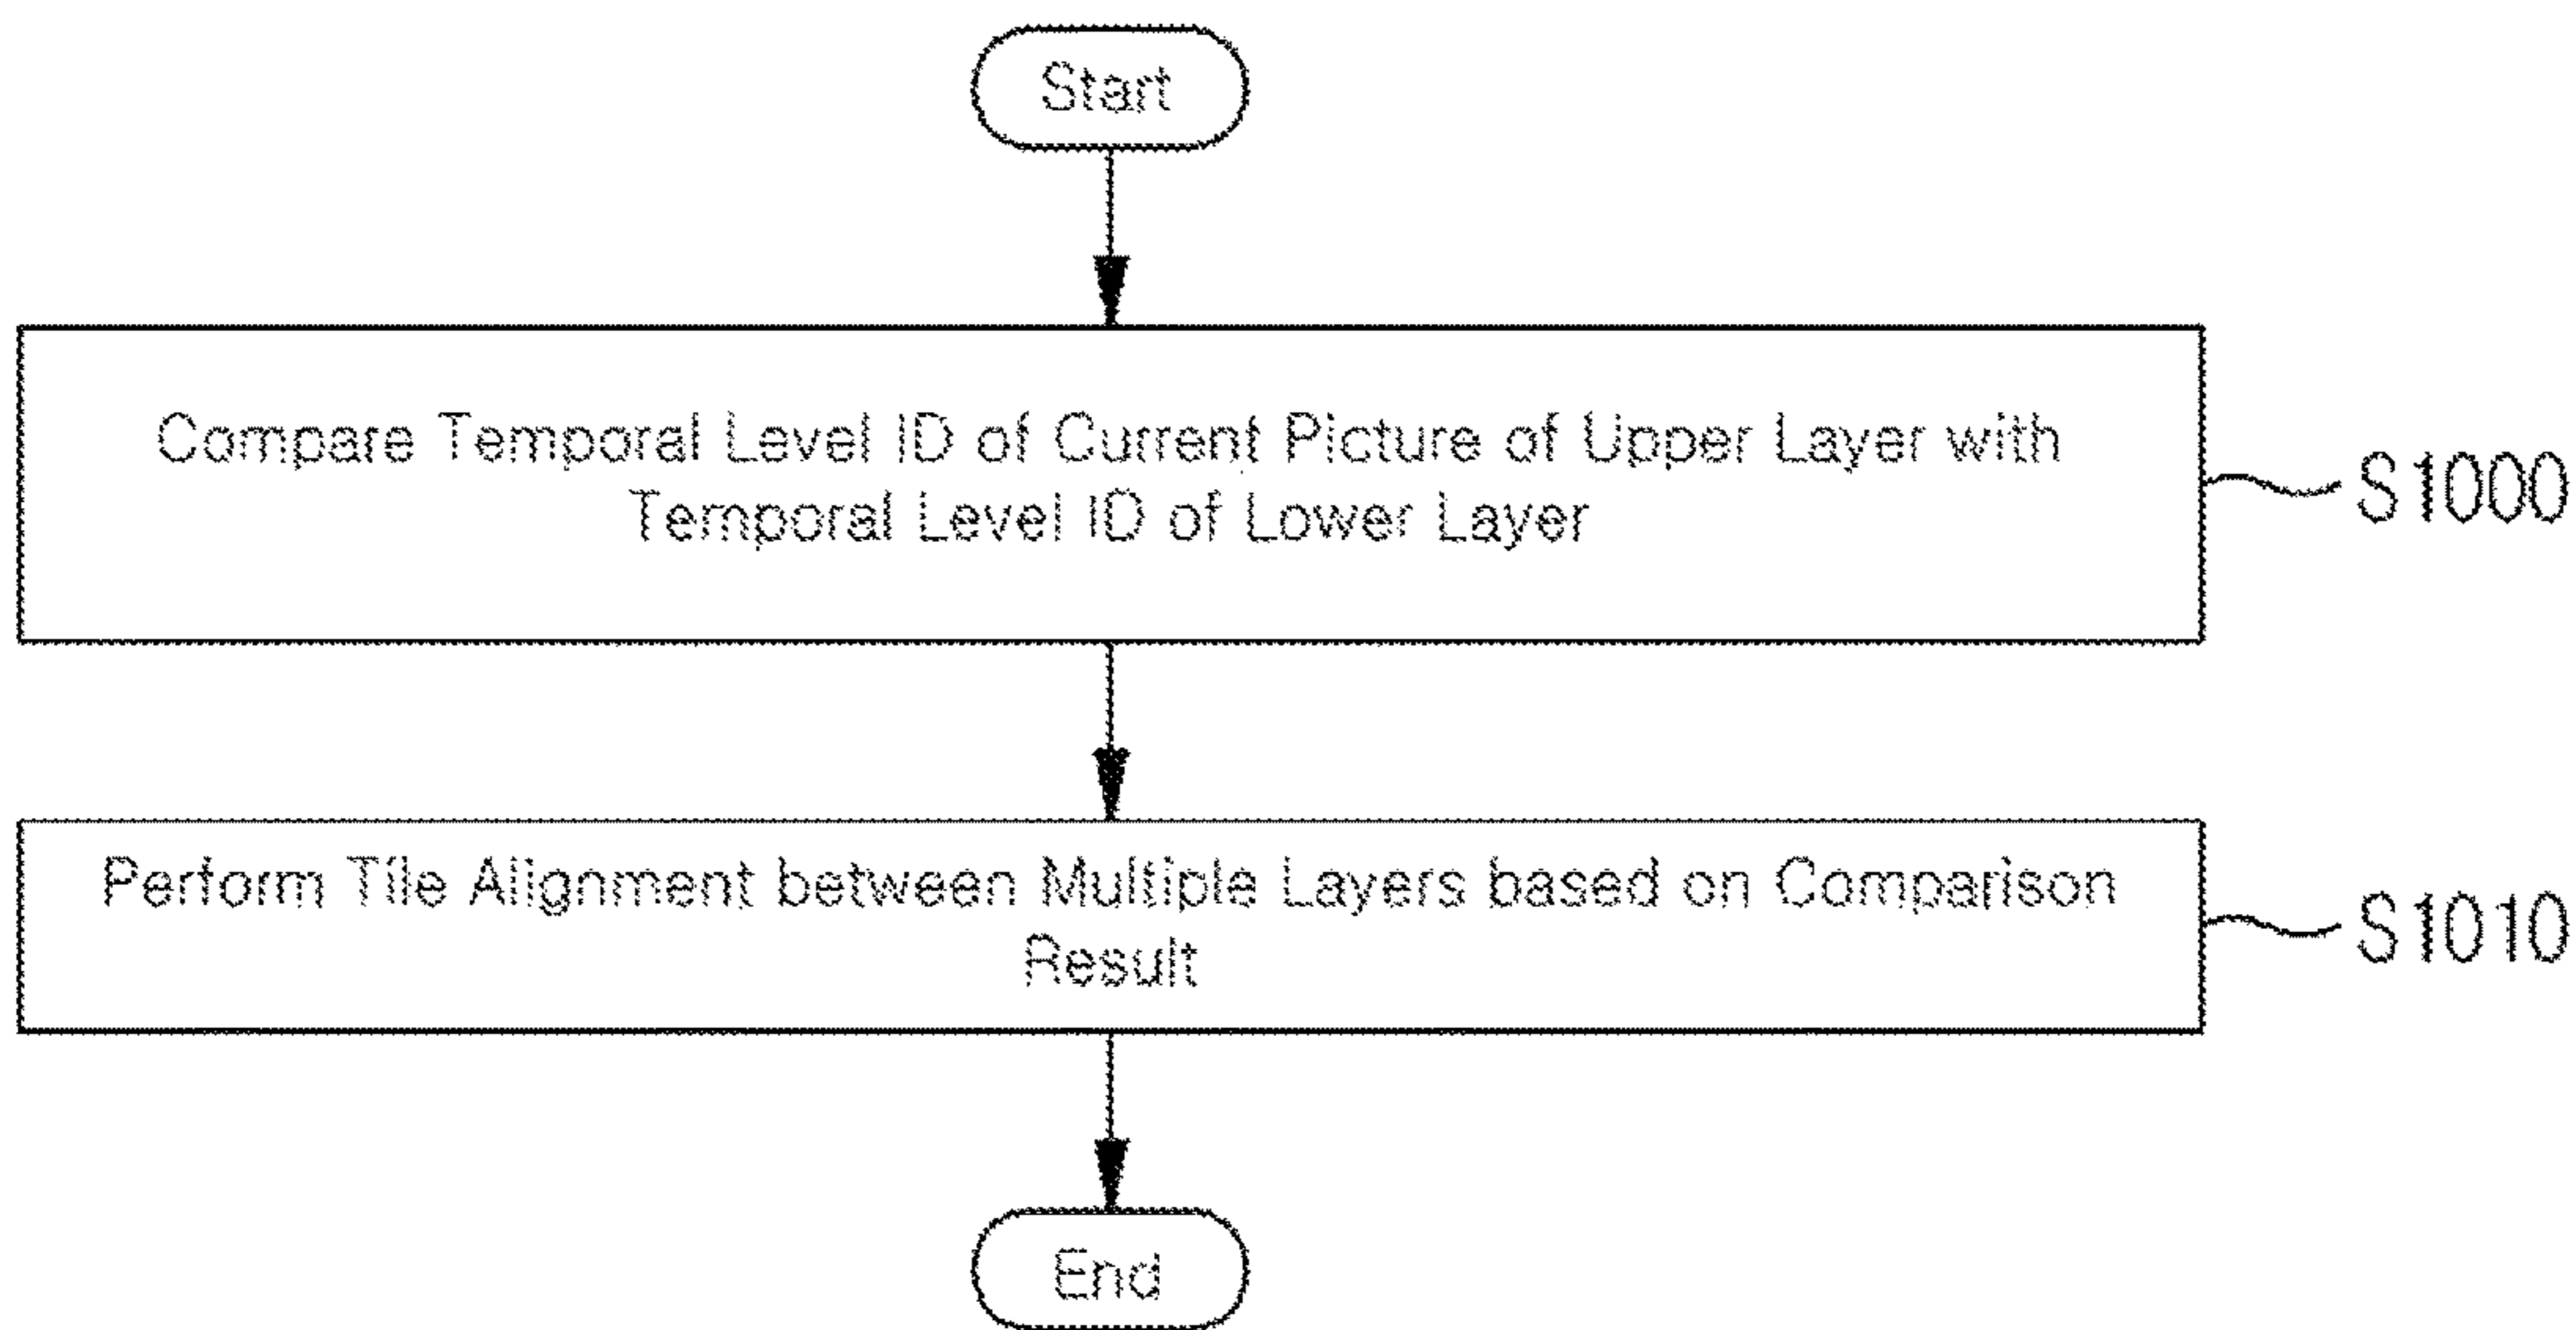 Start
Compare Temporal Level ID of Current Picture of Upper Layer with
Temporal Level ID of Lower Layer
S1000
Perform Tile Alignment between Multiple Layers based on Comparison
Result
S1010
End